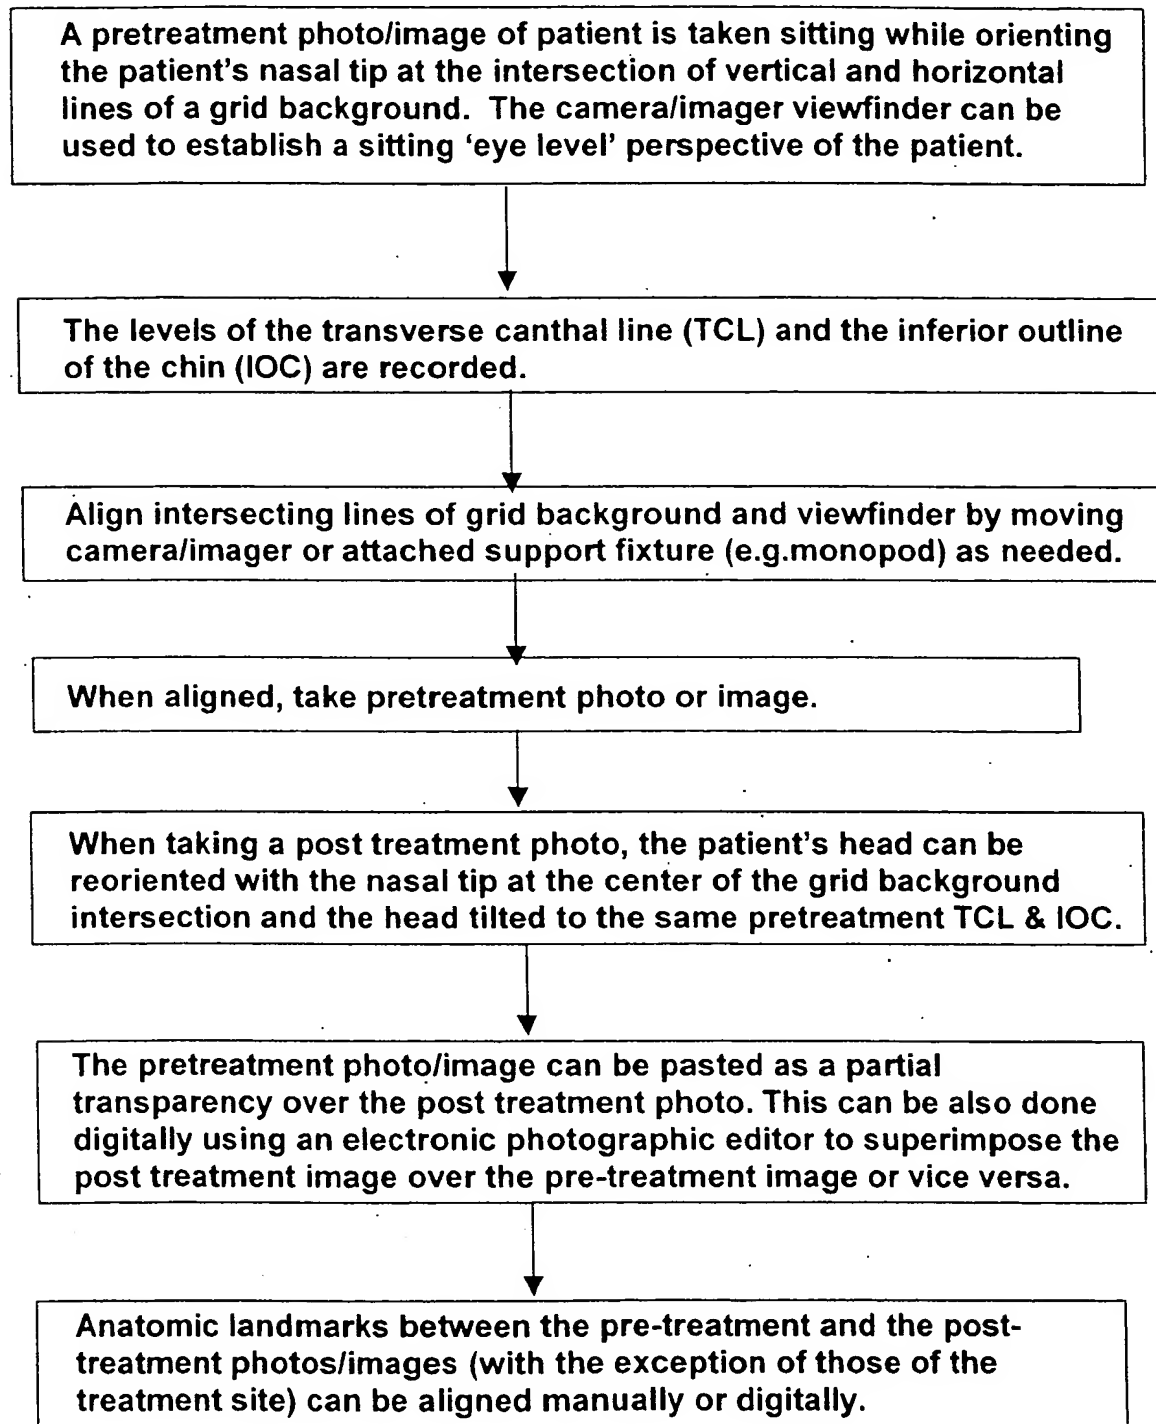 A pretreatment photo/image of patient is taken sitting while orienting
the patient's nasal tip at the intersection of vertical and horizontal
lines of a grid background. The camera/imager viewfinder can be
used to establish a sitting ‘eye level’ perspective of the patient.
The levels of the transverse canthal line (TCL) and the inferior outline
of the chin (IOC) are recorded.
Align intersecting lines of grid background and viewfinder by moving
camera/imager or attached support fixture (e.g.monopod) as needed.
When aligned, take pretreatment photo or image.
When taking a post treatment photo, the patient's head can be
reoriented with the nasal tip at the center of the grid background
intersection and the head tilted to the same pretreatment TCL & IOC.
The pretreatment photo/image can be pasted as a partial
transparency over the post treatment photo. This can be also done
digitally using an electronic photographic editor to superimpose the
post treatment image over the pre-treatment image or vice versa.
Anatomic landmarks between the pre-treatment and the post-
treatment photos/images (with the exception of those of the
treatment site) can be aligned manually or digitally.